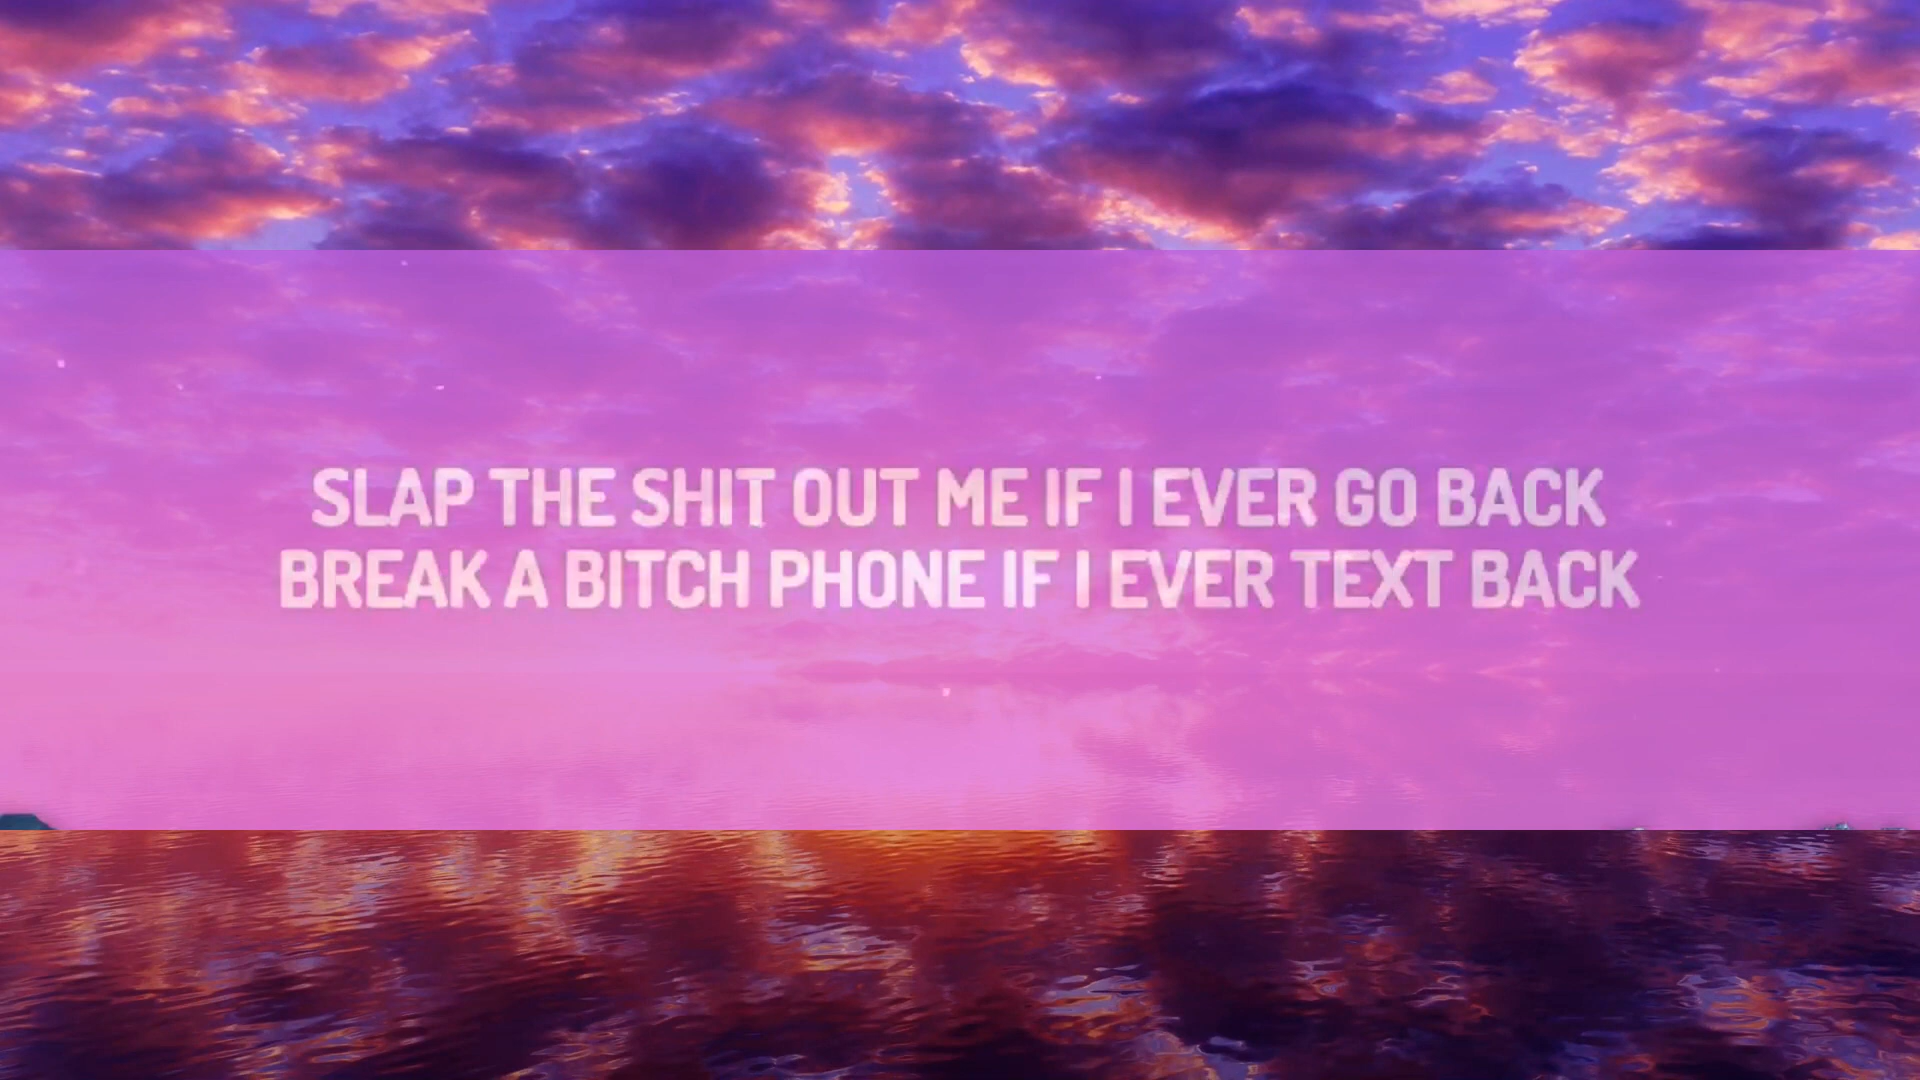 SLAP THE SHIT OUT ME IF I EVER GO BACK
BREAK A BITCH PHONE IF I EVER TEXT BACK